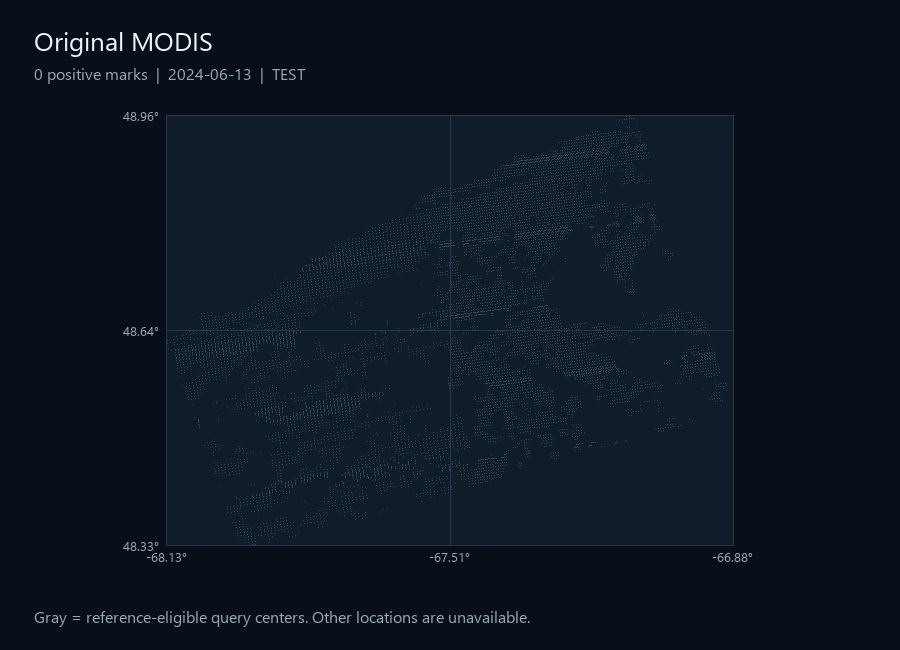 Original MODIS
0 positive marks | 2024-06-13 | TEST
48.96°
48.64°
48.33°
-68.13°
-67.51°
-66.88°
Gray = reference-eligible query centers. Other locations are unavailable.